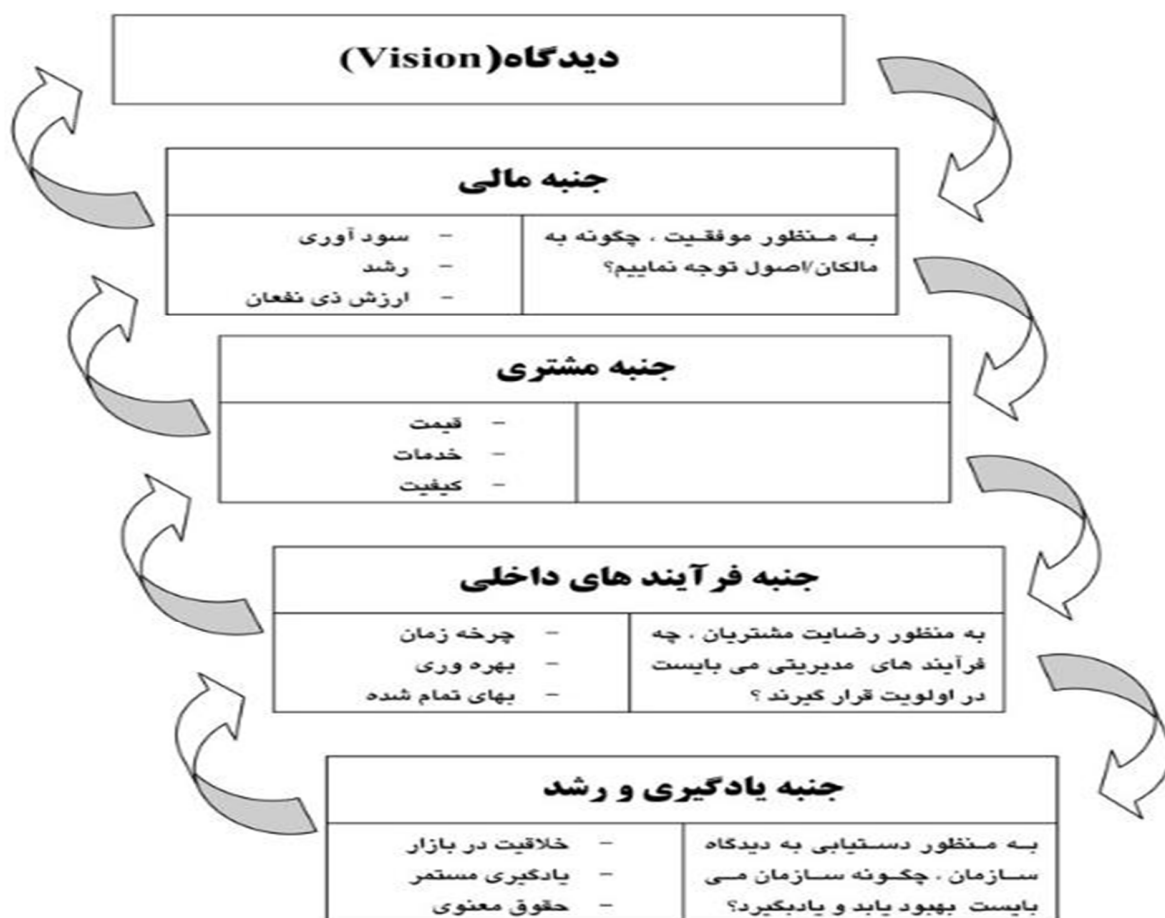 دیدگاه(Vision)
جنبه مالی
به منظور موفقیت ، چگونه به
مالکان/اصول توجه نماییم؟
- سود آوری
- رشد
- ارزش ذی نفعان
جنبه مشتری
- قیمت
- خدمات
- کیفیت
جنبه فرآیند های داخلی
به منظور رضایت مشتریان ، چه
فرآیند های مدیریتی می بایست
در اولویت قرار گیرند ؟
- چرخه زمان
- بهره وری
- بهای تمام شده
جنبه یادگیری و رشد
به منظور دستیابی به دیدگاه
سازمان ، چگونه سازمان می
بایست بهبود یابد و یادبگیرد؟
- خلاقیت در بازار
- یادگیری مستمر
- حقوق معنوی